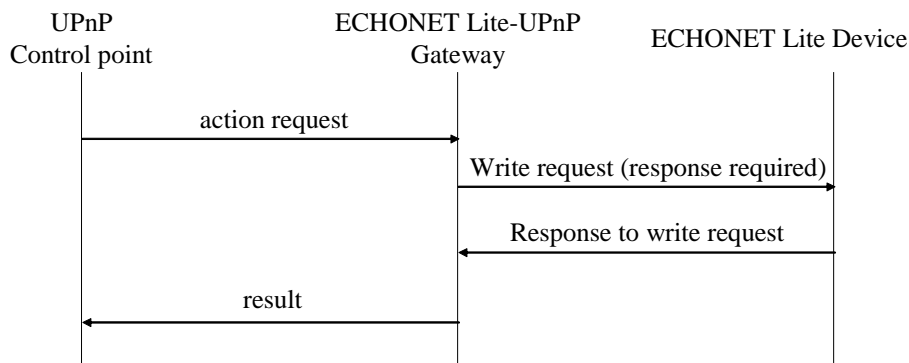 UPnP
Control point
ECHONET Lite-UPnP
Gateway
ECHONET Lite Device
action request
Write request (response required)
Response to write request
result